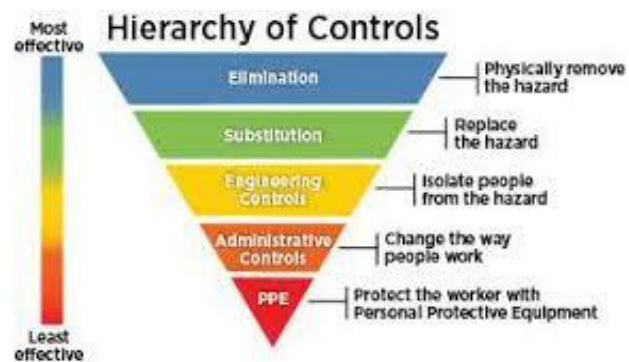 Most
effective
Hierarchy of Controls
Elimination
Physically remove
the hazard
Substitution
Replace
the hazard
Engineering
Controls
Isolate people
from the hazard
Administrative
Controls
Change the way
people work
PPE
Protect the worker with
Personal Protective Equipment
Least
effective